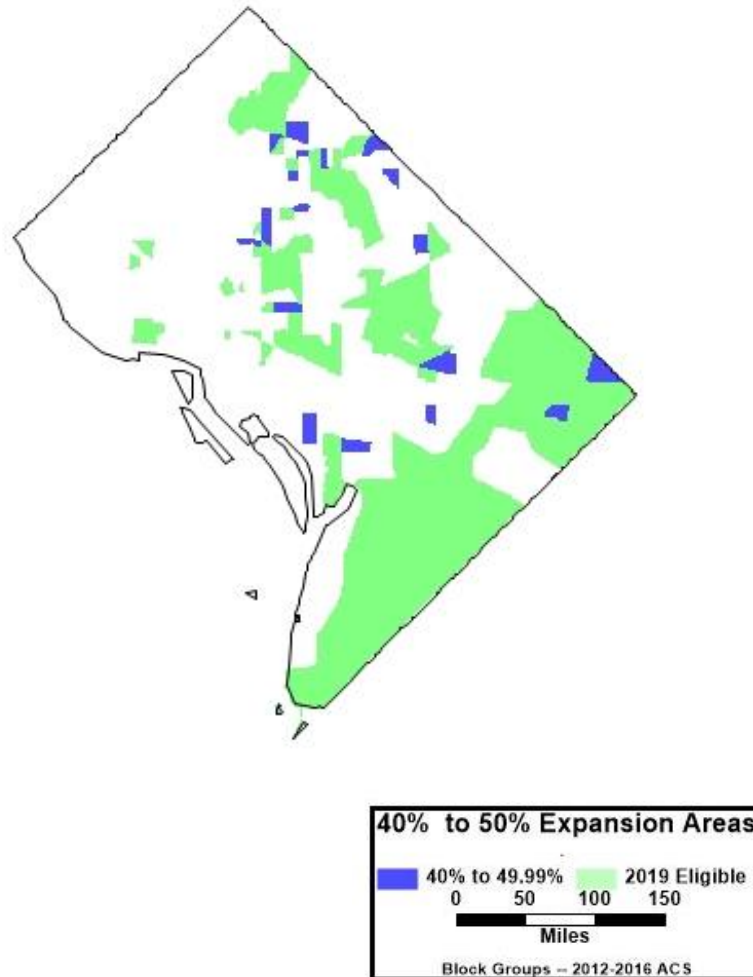 40% to 50% Expansion Areas
40% to 49.99% 2019 Eligible
0 50 100 150
Miles
Block Groups -- 2012-2016 ACS